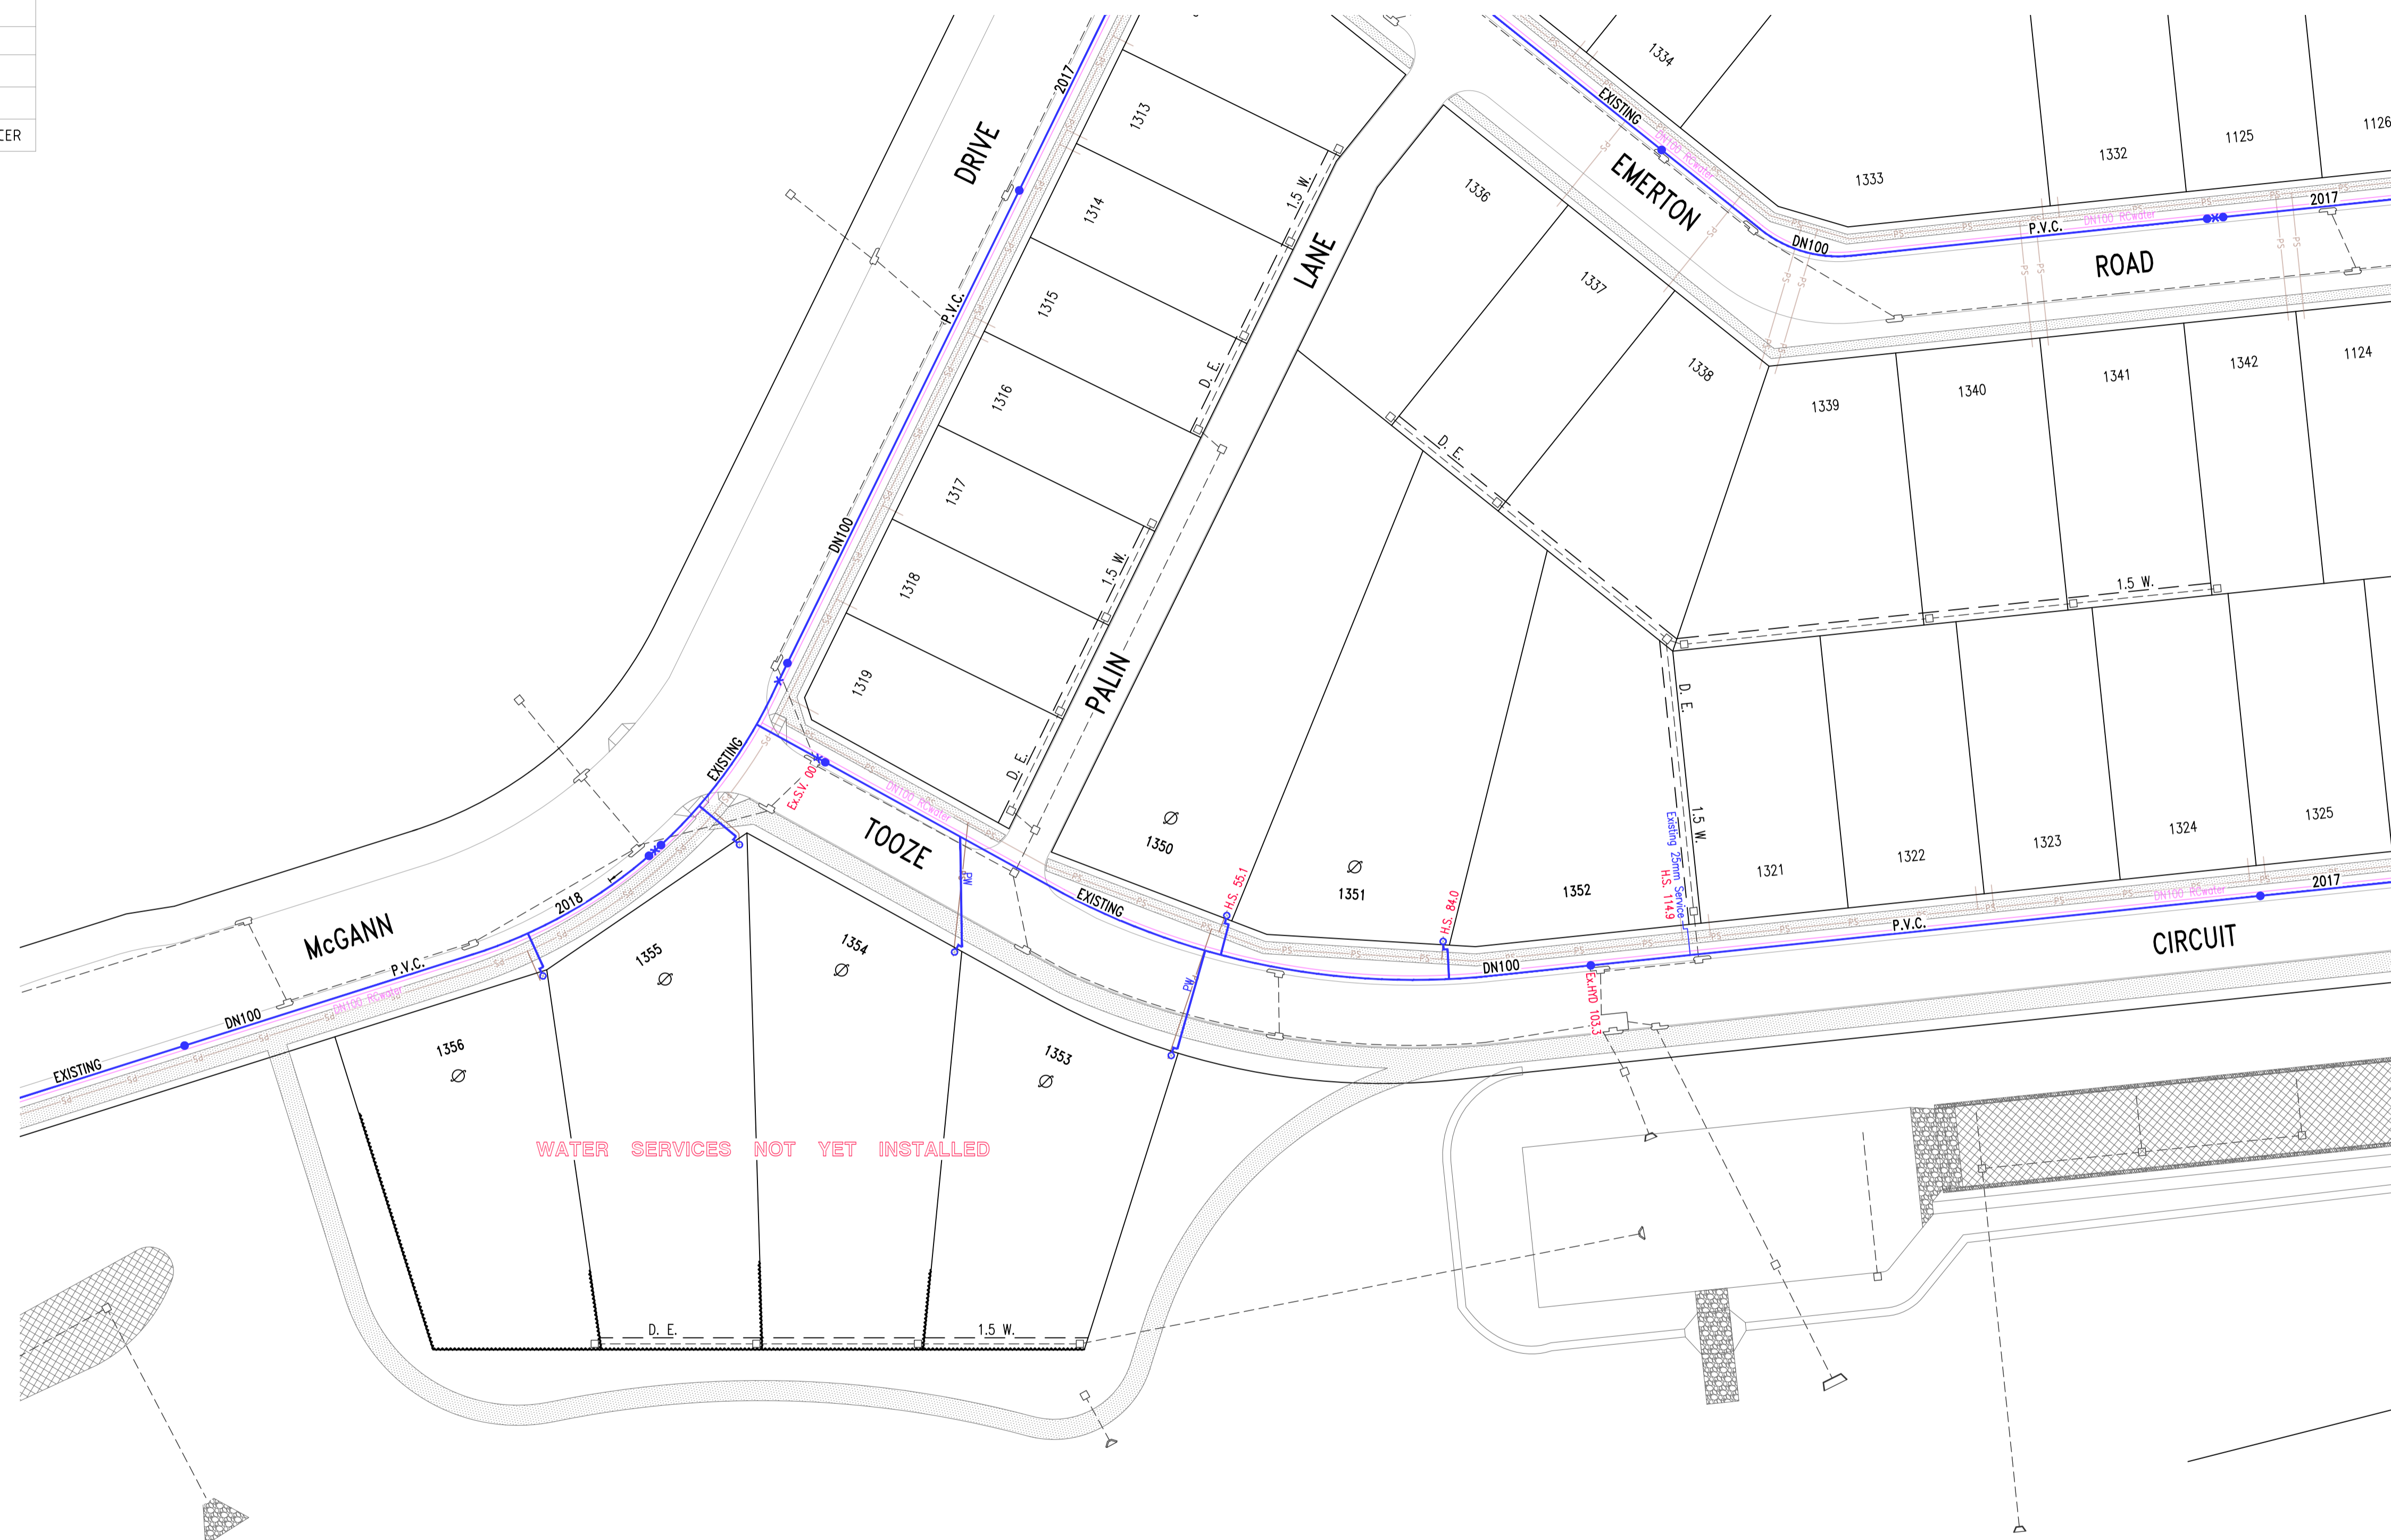 2017
DRIVE
1313
1314
1315
1316
1317
1318
1319
1.5 W.
D. E.
1.5 W.
D. E.
P.V.C.
DN100
EXISTING
LANE
PALIN
1334
EXISTING
DN100 RCwater
EMERTON
DN100
1333
1332
1125
1126
P.V.C.
DN100 RCwater
2017
ROAD
1336
1337
1338
1339
1340
1341
1342
1124
D. E.
1.5 W.
D. E.
1.5 W.
Existing 25mm Service
H.S. 114.9
1321
1322
1323
1324
1325
Ex.S.V. 00
DN100 RCwater
TOOZE
EXISTING
PW
PW
1350
1351
1352
H.S. 55.1
H.S. 84.0
DN100
Ex.HYD 103.3
P.V.C.
DN100 RCwater
2017
CIRCUIT
McGANN
2018
P.V.C.
DN100 RCwater
DN100
EXISTING
1356
1355
1354
1353
WATER SERVICES NOT YET INSTALLED
D. E.
1.5 W.